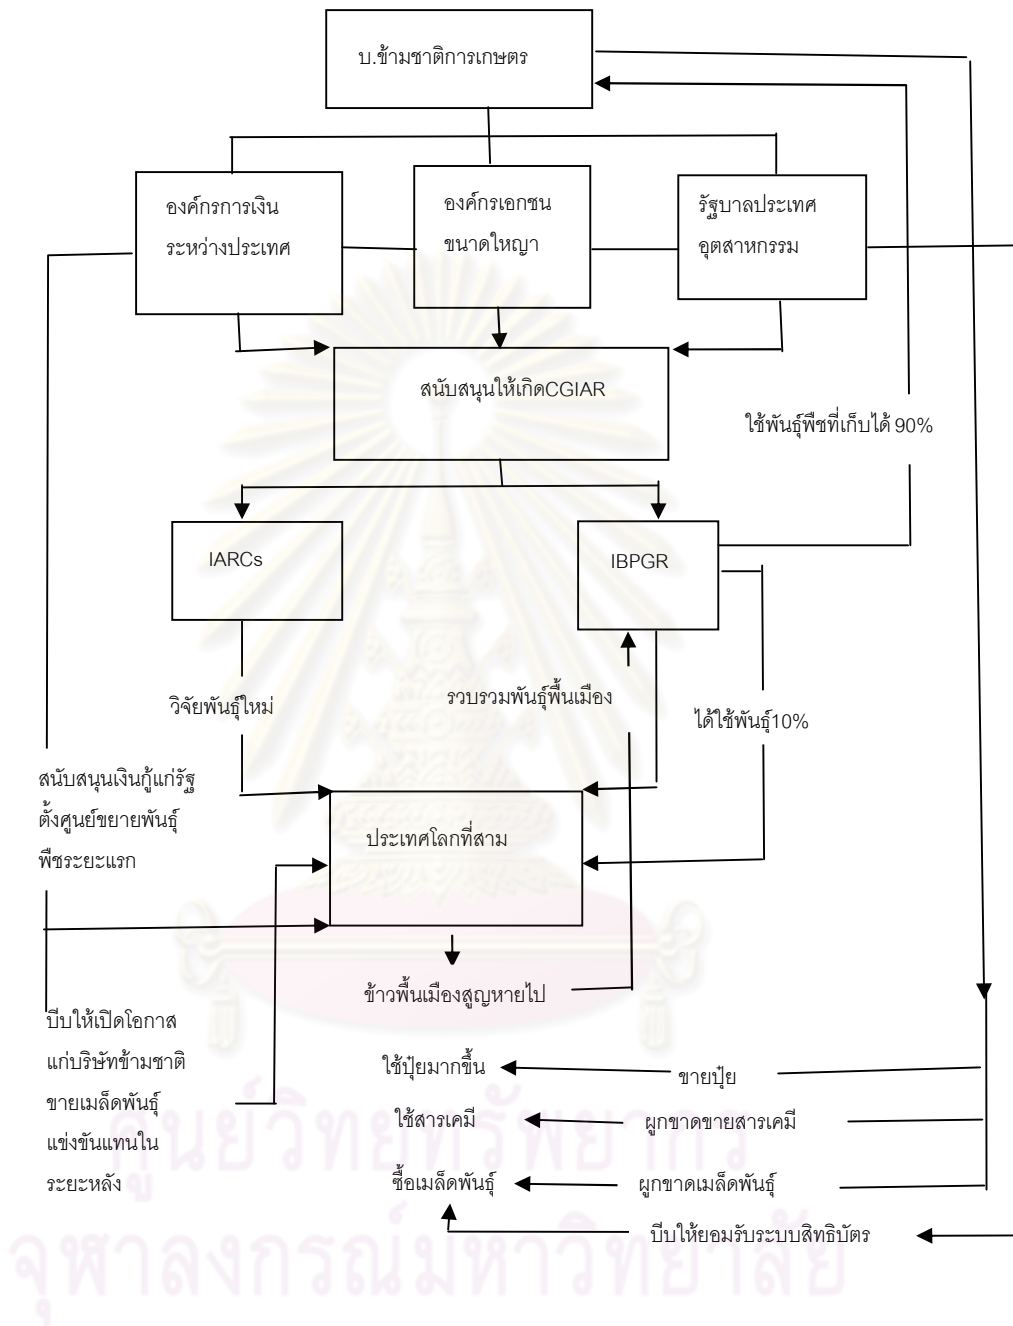 บ.ข้ามชาติการเกษตร
องค์กรการเงิน
ระหว่างประเทศ
องค์กรเอกชน
ขนาดใหญ่
รัฐบาลประเทศ
อุตสาหกรรม
สนับสนุนให้เกิดCGIAR
ใช้พันธุ์พืชที่เก็บได้ 90%
IARCs
IBPGR
วิจัยพันธุ์ใหม่
รวบรวมพันธุ์พื้นเมือง
ได้ใช้พันธุ์10%
สนับสนุนเงินกู้แก่รัฐ
ตั้งศูนย์ขยายพันธุ์
พืชระยะแรก
ประเทศโลกที่สาม
ข้าวพื้นเมืองสูญหายไป
บีบให้เปิดโอกาส
แก่บริษัทข้ามชาติ
ขายเมล็ดพันธุ์
แข่งขันแทนใน
ระยะหลัง
ใช้ปุ๋ยมากขึ้น
ขายปุ๋ย
ใช้สารเคมี
ผูกขาดขายสารเคมี
ซื้อเมล็ดพันธุ์
ผูกขาดเมล็ดพันธุ์
บีบให้ยอมรับระบบสิทธิบัตร
ศูนย์วิทยทรัพยากร
จุฬาลงกรณ์มหาวิทยาลัย